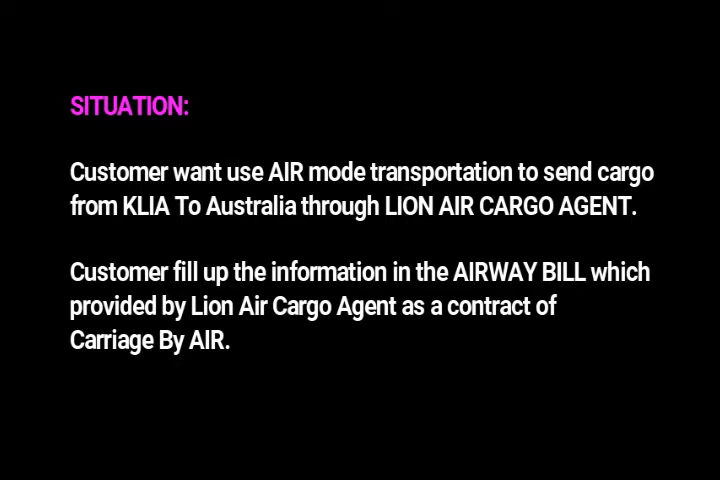 SITUATION:
Customer want use AIR mode transportation to send cargo
from KLIA To Australia through LION AIR CARGO AGENT.
Customer fill up the information in the AIRWAY BILL which
provided by Lion Air Cargo Agent as a contract of
Carriage By AIR.